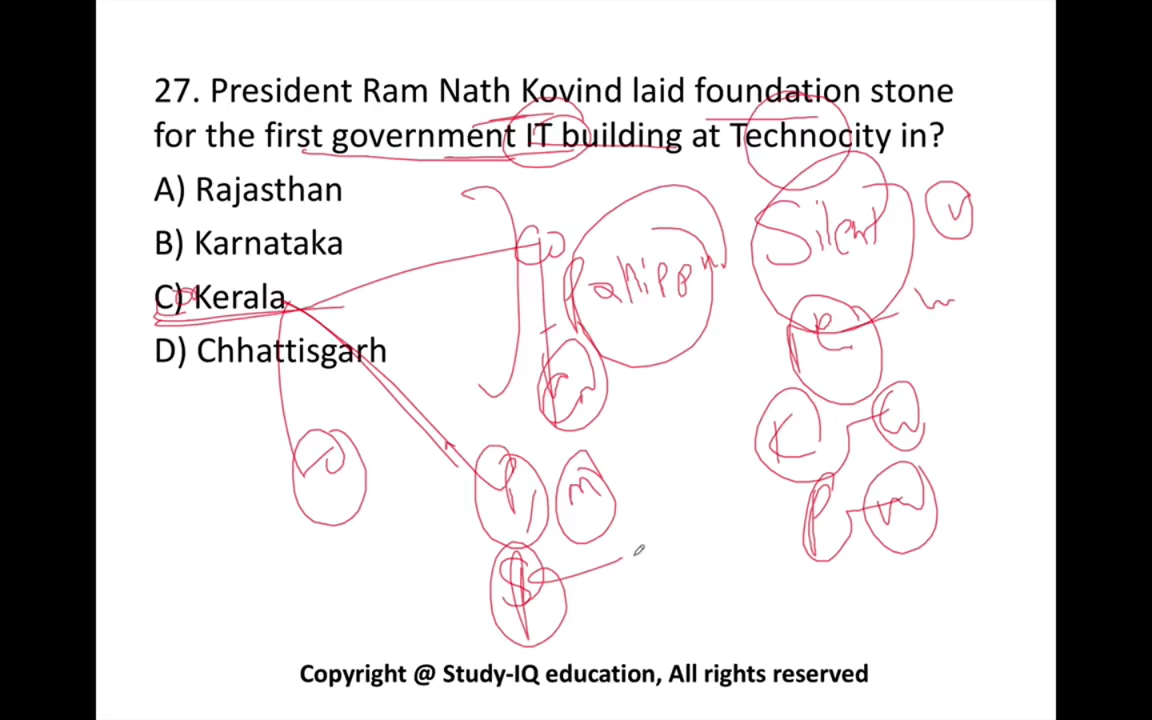 27. President Ram Nath Kovind laid foundation stone
for the first government IT building at Technocity in?
A) Rajasthan
B) Karnataka
C) Kerala
D) Chhattisgarh
Silent
K
P
M
$
Copyright @ Study-IQ education, All rights reserved